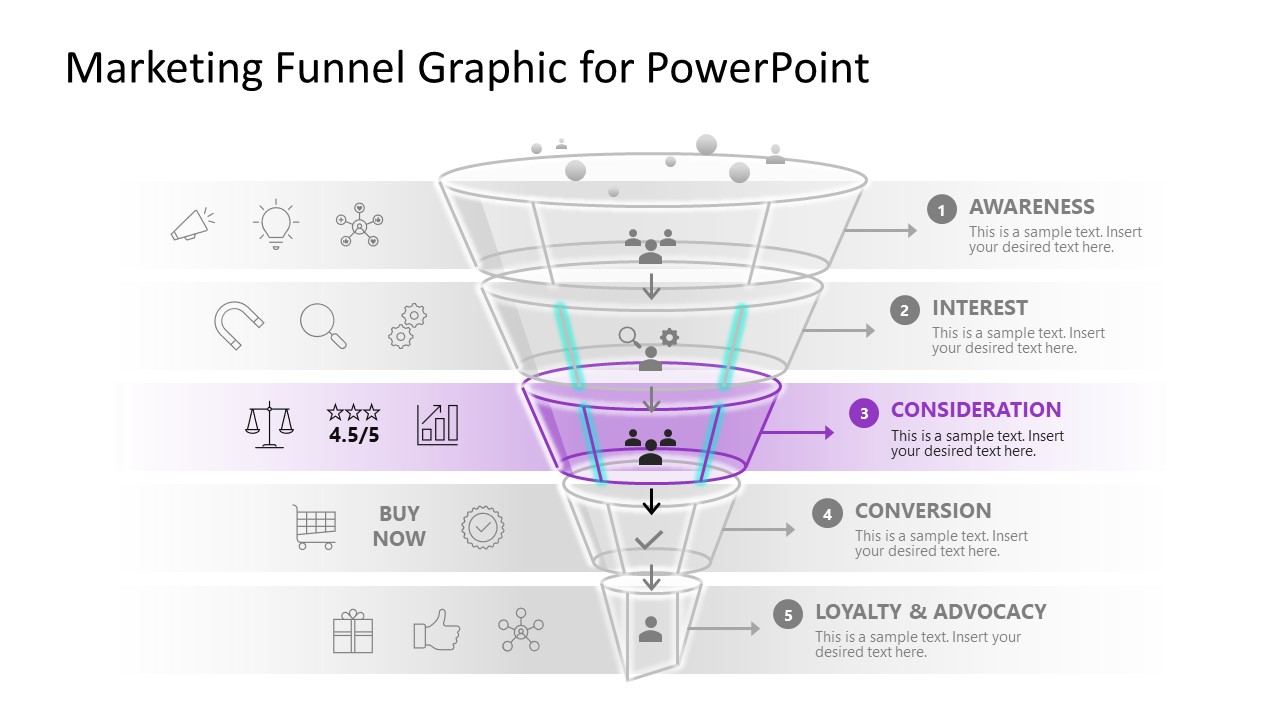 Marketing Funnel Graphic for PowerPoint
1
AWARENESS
This is a sample text. Insert
your desired text here.
2
INTEREST
This is a sample text. Insert
your desired text here.
4.5/5
3
CONSIDERATION
This is a sample text. Insert
your desired text here.
BUY
NOW
4
CONVERSION
This is a sample text. Insert
your desired text here.
5
LOYALTY & ADVOCACY
This is a sample text. Insert your
desired text here.